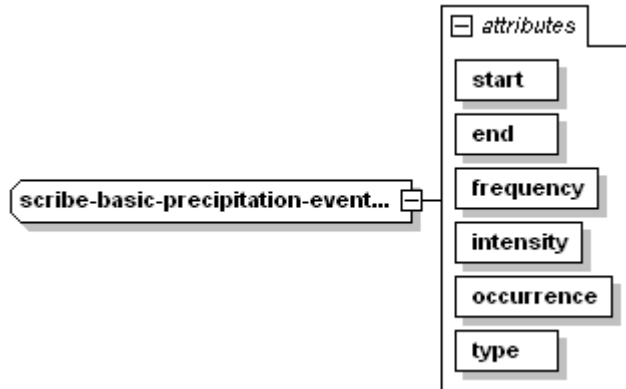 attributes
start
end
frequency
scribe-basic-precipitation-event...
intensity
occurrence
type